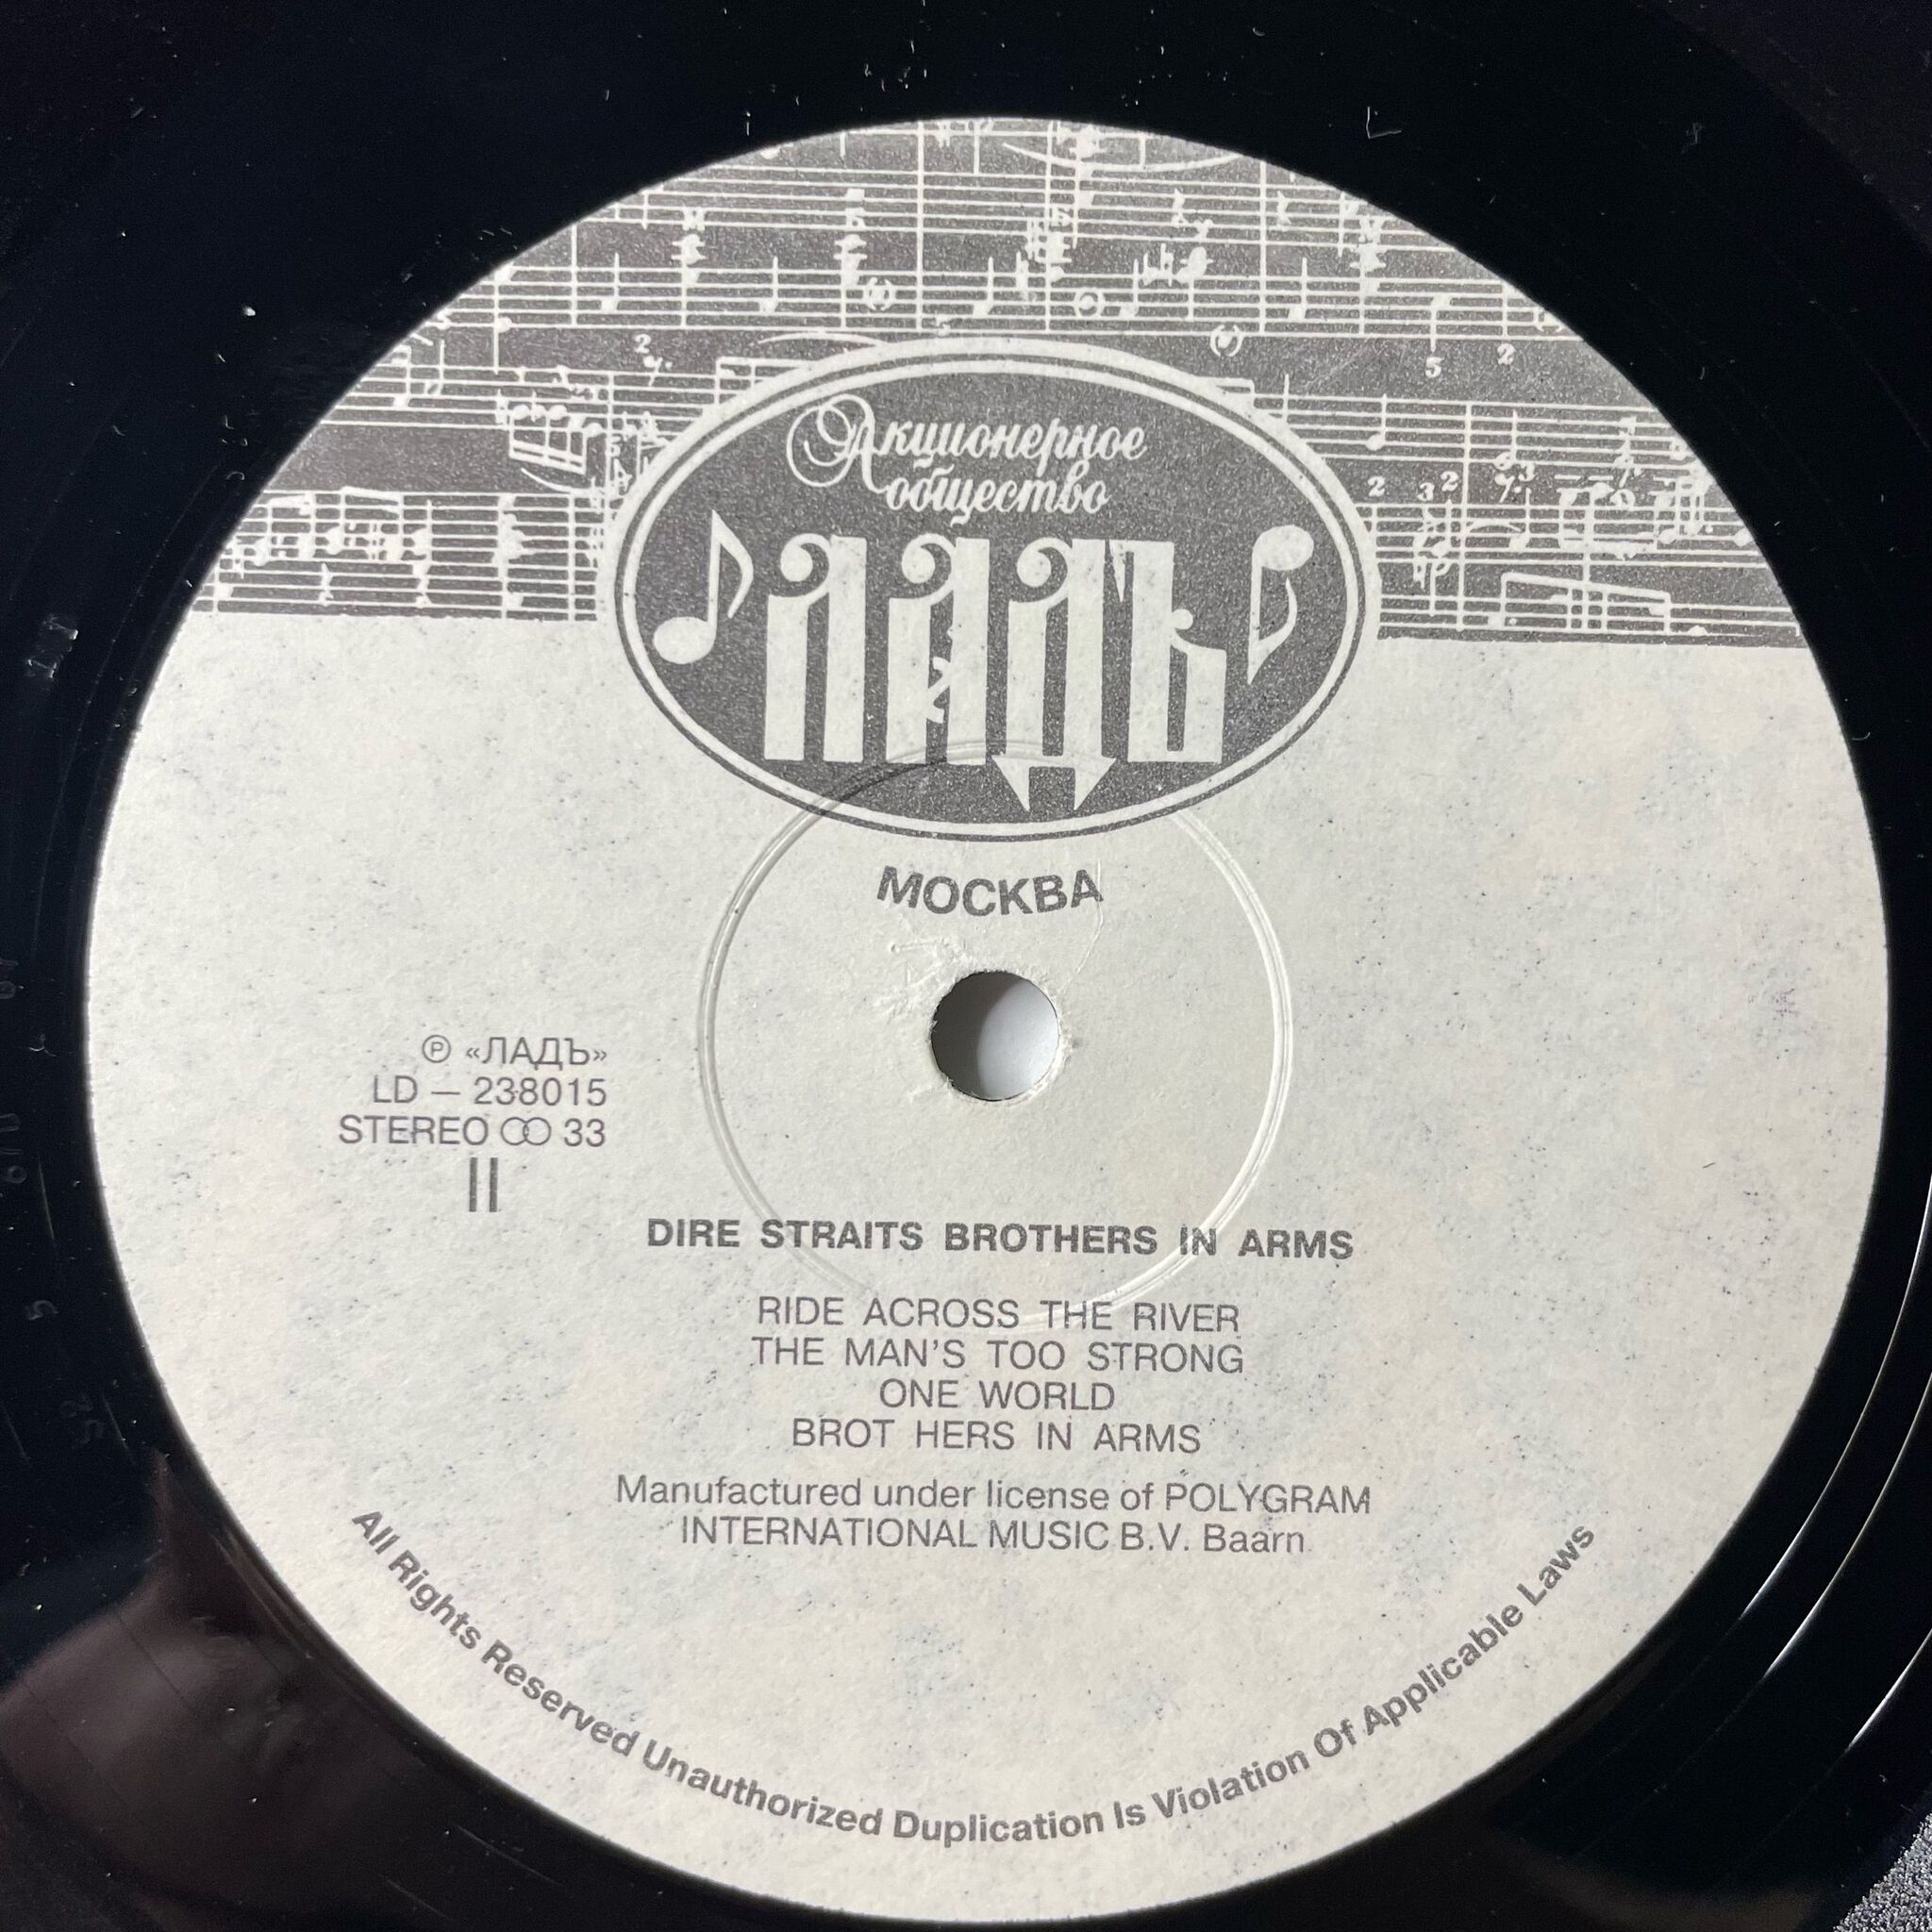 Акционерное
общество
ЛАДЪ
МОСКВА
℗ «ЛАДЪ»
LD — 238015
STEREO ꝏ 33
II
DIRE STRAITS BROTHERS IN ARMS
RIDE ACROSS THE RIVER
THE MAN'S TOO STRONG
ONE WORLD
BROT HERS IN ARMS
Manufactured under license of POLYGRAM
INTERNATIONAL MUSIC B.V. Baarn
All Rights Reserved Unauthorized Duplication Is Violation Of Applicable Laws